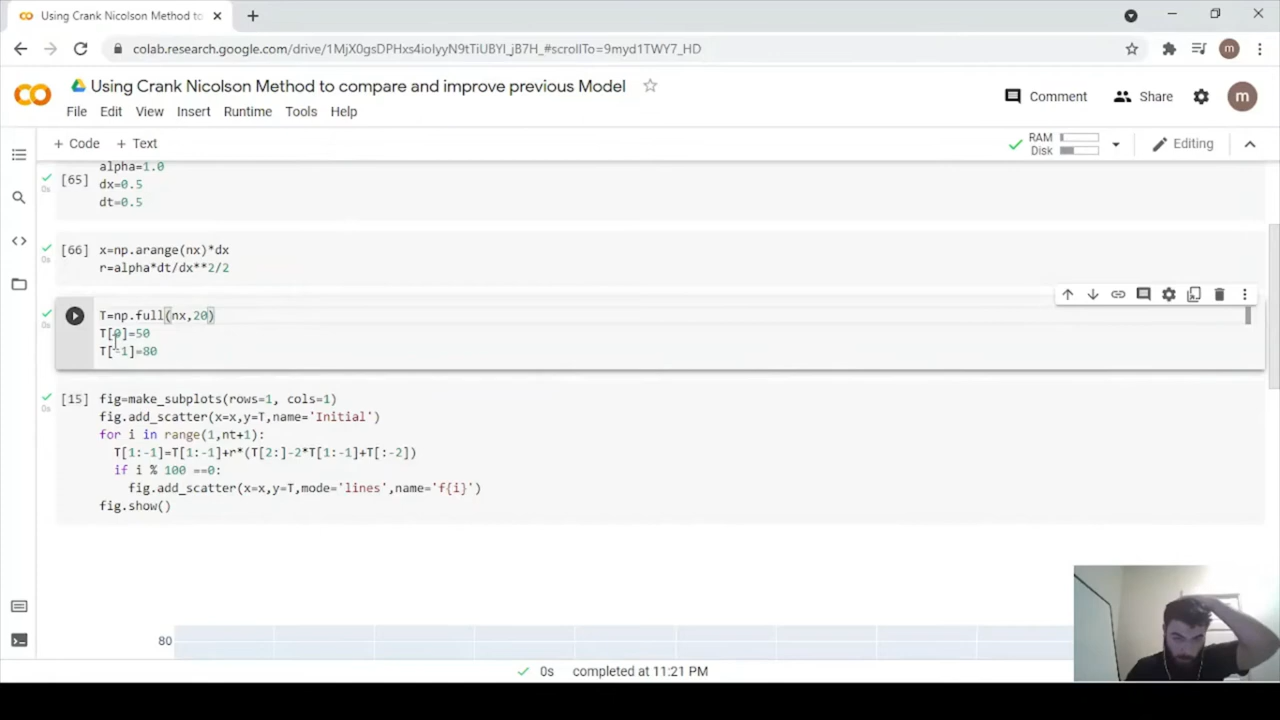 Using Crank Nicolson Method to
colab.research.google.com/drive/1MjX0gsDPHxs4ioIyyN9tTiUBYI_jB7H_#scrollTo=9myd1TWY7_HD
m
Using Crank Nicolson Method to compare and improve previous Model
Comment
Share
m
File Edit View Insert Runtime Tools Help
+ Code + Text
RAM
Disk
Editing
alpha=1.0
[65]
dx=0.5
0s
dt=0.5
[66]
x=np.arange(nx)*dx
0s
r=alpha*dt/dx**2/2
T=np.full(nx,20)
0s
T[0]=50
T[-1]=80
[15]
fig=make_subplots(rows=1, cols=1)
0s
fig.add_scatter(x=x,y=T,name='Initial')
for i in range(1,nt+1):
T[1:-1]=T[1:-1]+r*(T[2:]-2*T[1:-1]+T[:-2])
if i % 100 ==0:
fig.add_scatter(x=x,y=T,mode='lines',name='f{i}')
fig.show()
80
0s completed at 11:21 PM